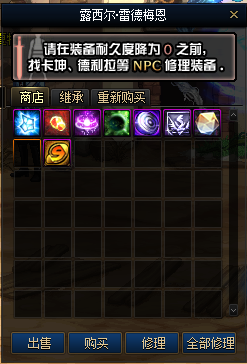 露西尔·雷德梅恩
请在装备耐久度降为 0 之前,
找卡坤、德利拉等 NPC 修理装备.
商店 继承 重新购买
出售 购买 修理 全部修理